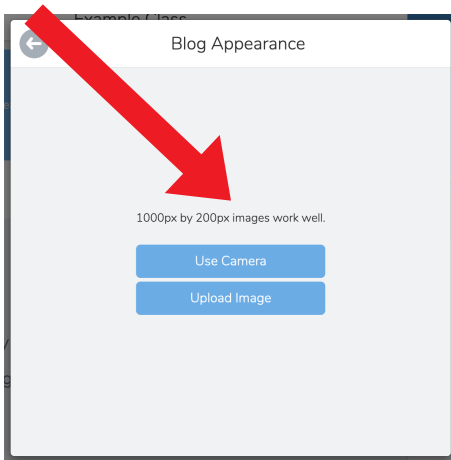 Example Class
Blog Appearance
1000px by 200px images work well.
Use Camera
Upload Image